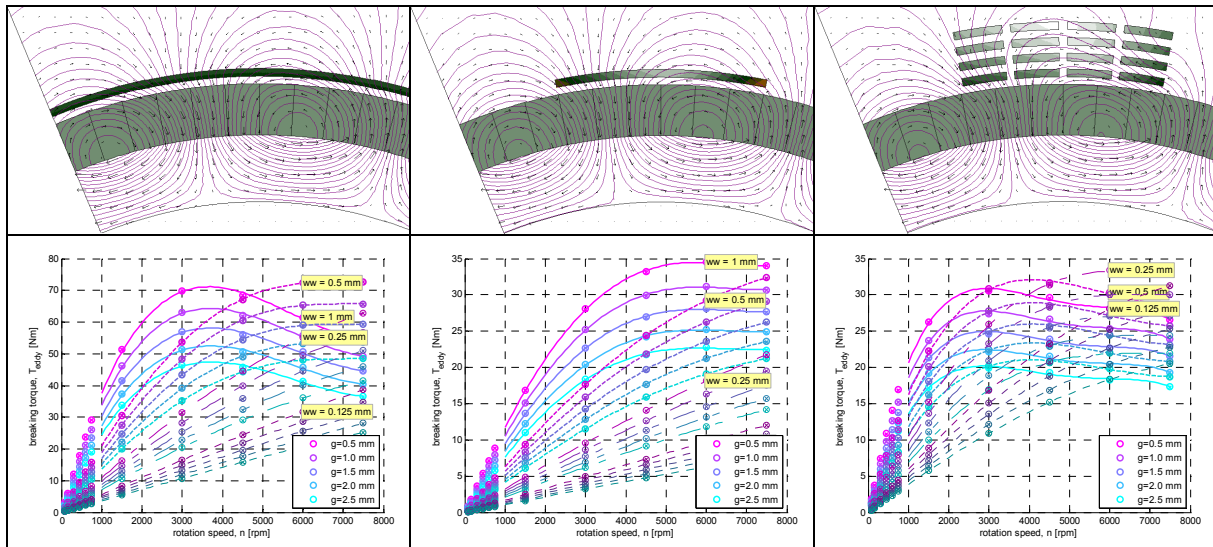 80
70
60
50
40
30
20
10
0
breaking torque, T_eddy [Nm]
ww = 0.5 mm
ww = 1 mm
ww = 0.25 mm
ww = 0.125 mm
g=0.5 mm
g=1.0 mm
g=1.5 mm
g=2.0 mm
g=2.5 mm
0 1000 2000 3000 4000 5000 6000 7000 8000
rotation speed, n [rpm]
35
30
25
20
15
10
5
0
breaking torque, T_eddy [Nm]
ww = 1 mm
ww = 0.5 mm
ww = 0.25 mm
g=0.5 mm
g=1.0 mm
g=1.5 mm
g=2.0 mm
g=2.5 mm
0 1000 2000 3000 4000 5000 6000 7000 8000
rotation speed, n [rpm]
35
30
25
20
15
10
5
0
breaking torque, T_eddy [Nm]
ww = 0.25 mm
ww = 0.5 mm
ww = 0.125 mm
g=0.5 mm
g=1.0 mm
g=1.5 mm
g=2.0 mm
g=2.5 mm
0 1000 2000 3000 4000 5000 6000 7000 8000
rotation speed, n [rpm]